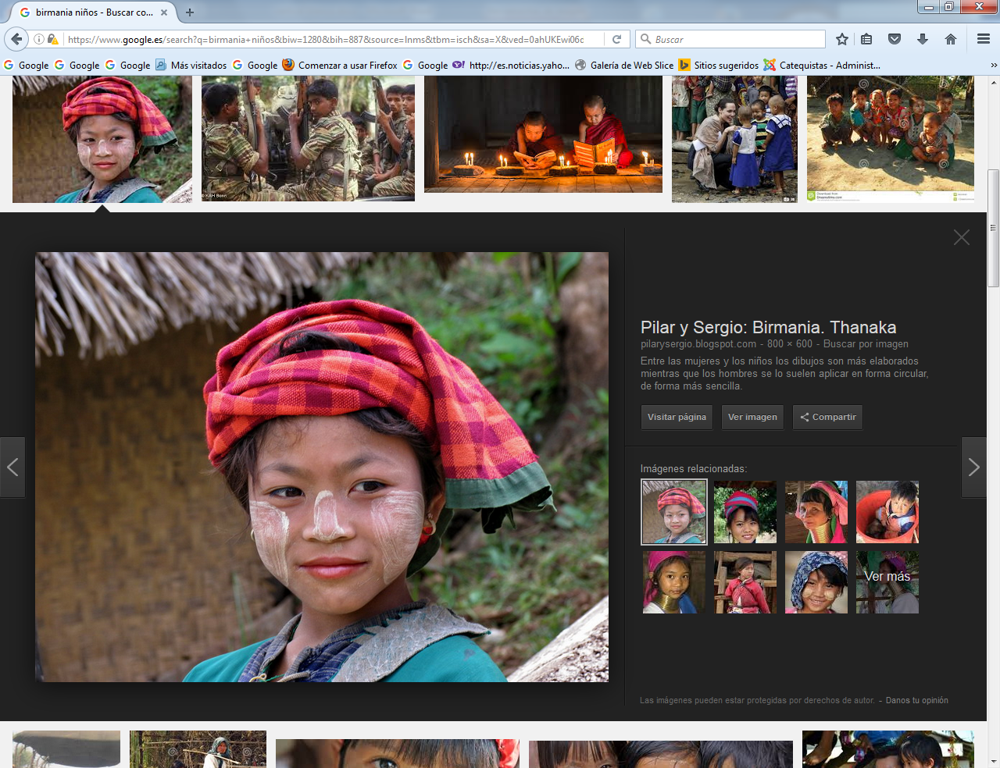 birmania niños - Buscar co...
https://www.google.es/search?q=birmania+niños&biw=1280&bih=887&source=lnms&tbm=isch&sa=X&ved=0ahUKEwi06c
Buscar
Google Google Google Más visitados Google Comenzar a usar Firefox Google http://es.noticias.yaho... Galería de Web Slice Sitios sugeridos Catequistas - Administ...
Pilar y Sergio: Birmania. Thanaka
pilarysergio.blogspot.com - 800 × 600 - Buscar por imagen
Entre las mujeres y los niños los dibujos son más elaborados
mientras que los hombres se lo suelen aplicar en forma circular,
de forma más sencilla.
Visitar página Ver imagen Compartir
Imágenes relacionadas:
Ver más
Las imágenes pueden estar protegidas por derechos de autor. - Danos tu opinión